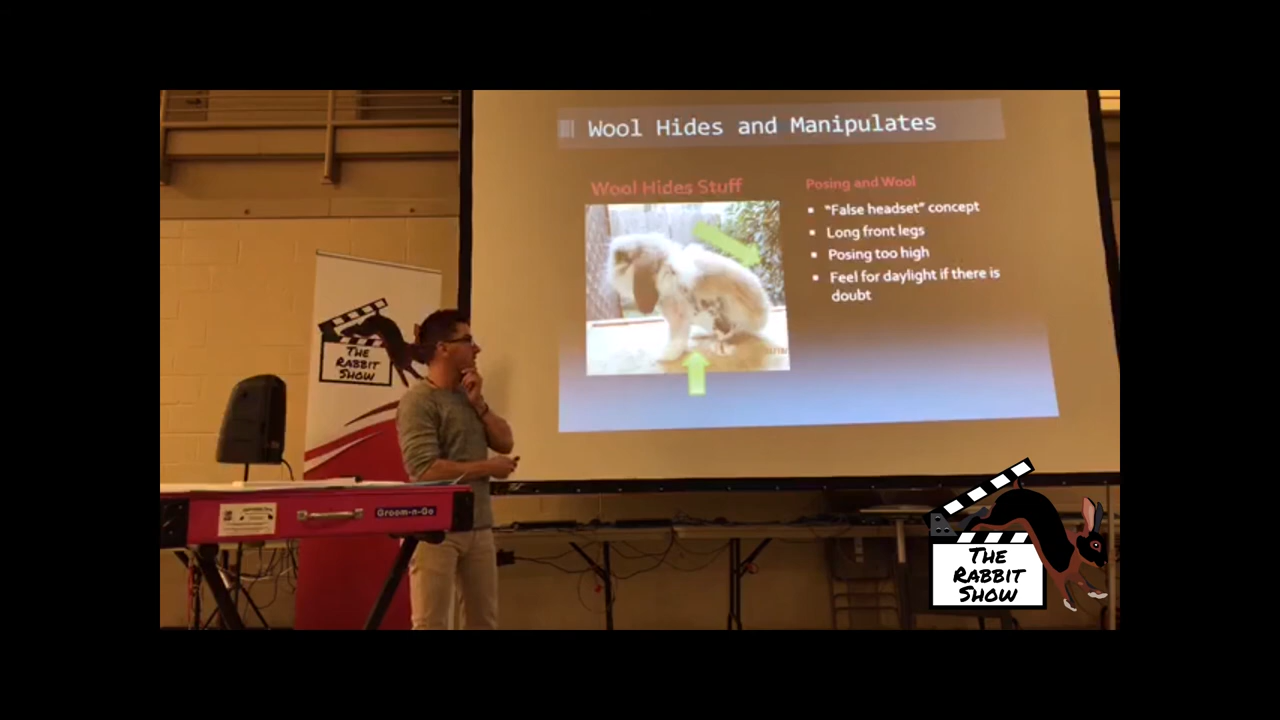 Wool Hides and Manipulates
Wool Hides Stuff
Posing and Wool
▪ “False headset” concept
▪ Long front legs
▪ Posing too high
▪ Feel for daylight if there is
doubt
THE
RABBIT
SHOW
Groom-n-Go
THE
RABBIT
SHOW